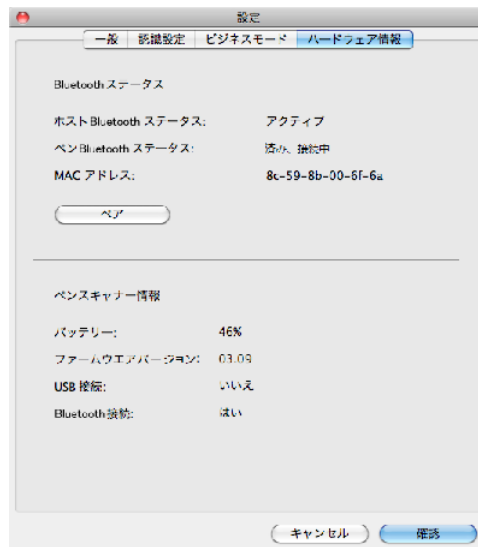 設定
一般 認識設定 ビジネスモード ハードウェア情報
Bluetooth ステータス
ホスト Bluetooth ステータス: アクティブ
ペン Bluetooth ステータス: 済み、接続中
MAC アドレス: 8c-59-8b-00-6f-6a
ペア
ペンスキャナー情報
バッテリー: 46%
ファームウエアバージョン: 03.09
USB 接続: いいえ
Bluetooth 接続: はい
キャンセル 確認